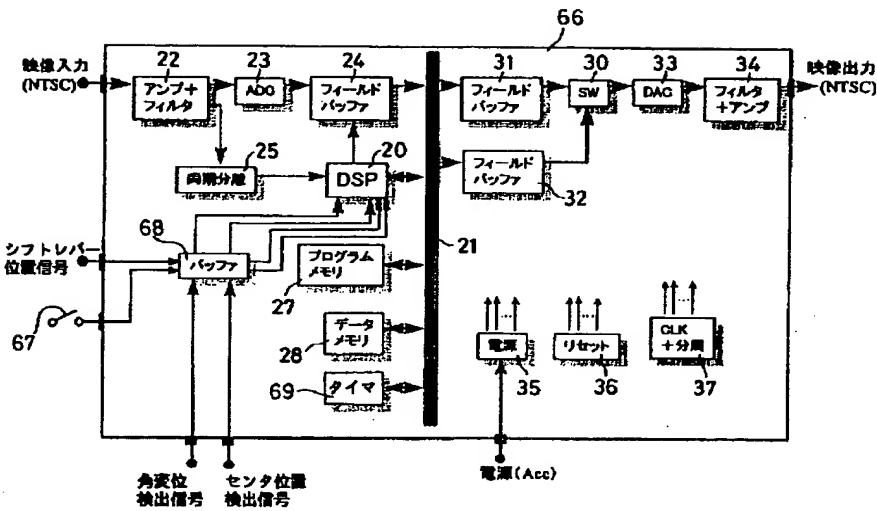 66
映像入力
(NTSC)
22
アンプ+
フィルタ
23
ADC
24
フィールド
バッファ
31
フィールド
バッファ
30
SW
33
DAC
34
フィルタ
+アンプ
映像出力
(NTSC)
25
同期分離
20
DSP
フィールド
バッファ
32
21
シフトレバー
位置信号
68
バッファ
プログラム
メモリ
27
67
データ
メモリ
28
69
タイマ
電源
35
リセット
36
CLK
+分周
37
角変位
検出信号
センタ位置
検出信号
電源(Acc)